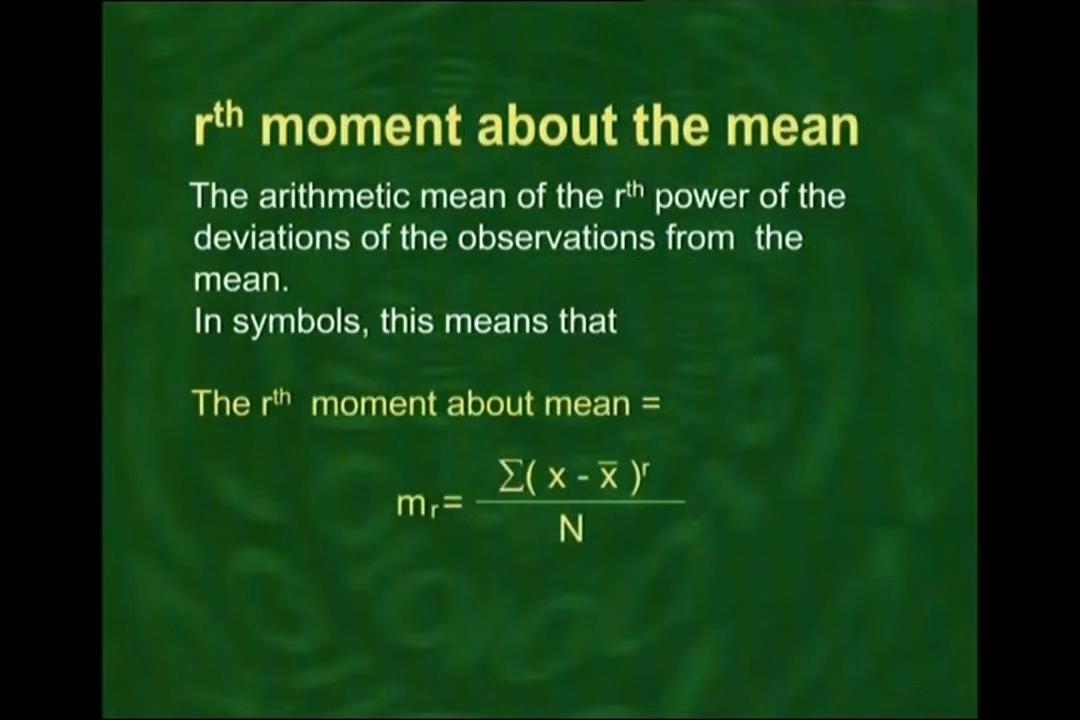 rth moment about the mean
The arithmetic mean of the rth power of the
deviations of the observations from the
mean.
In symbols, this means that
The rth moment about mean =
mr = Σ( x - x̄ )r
N